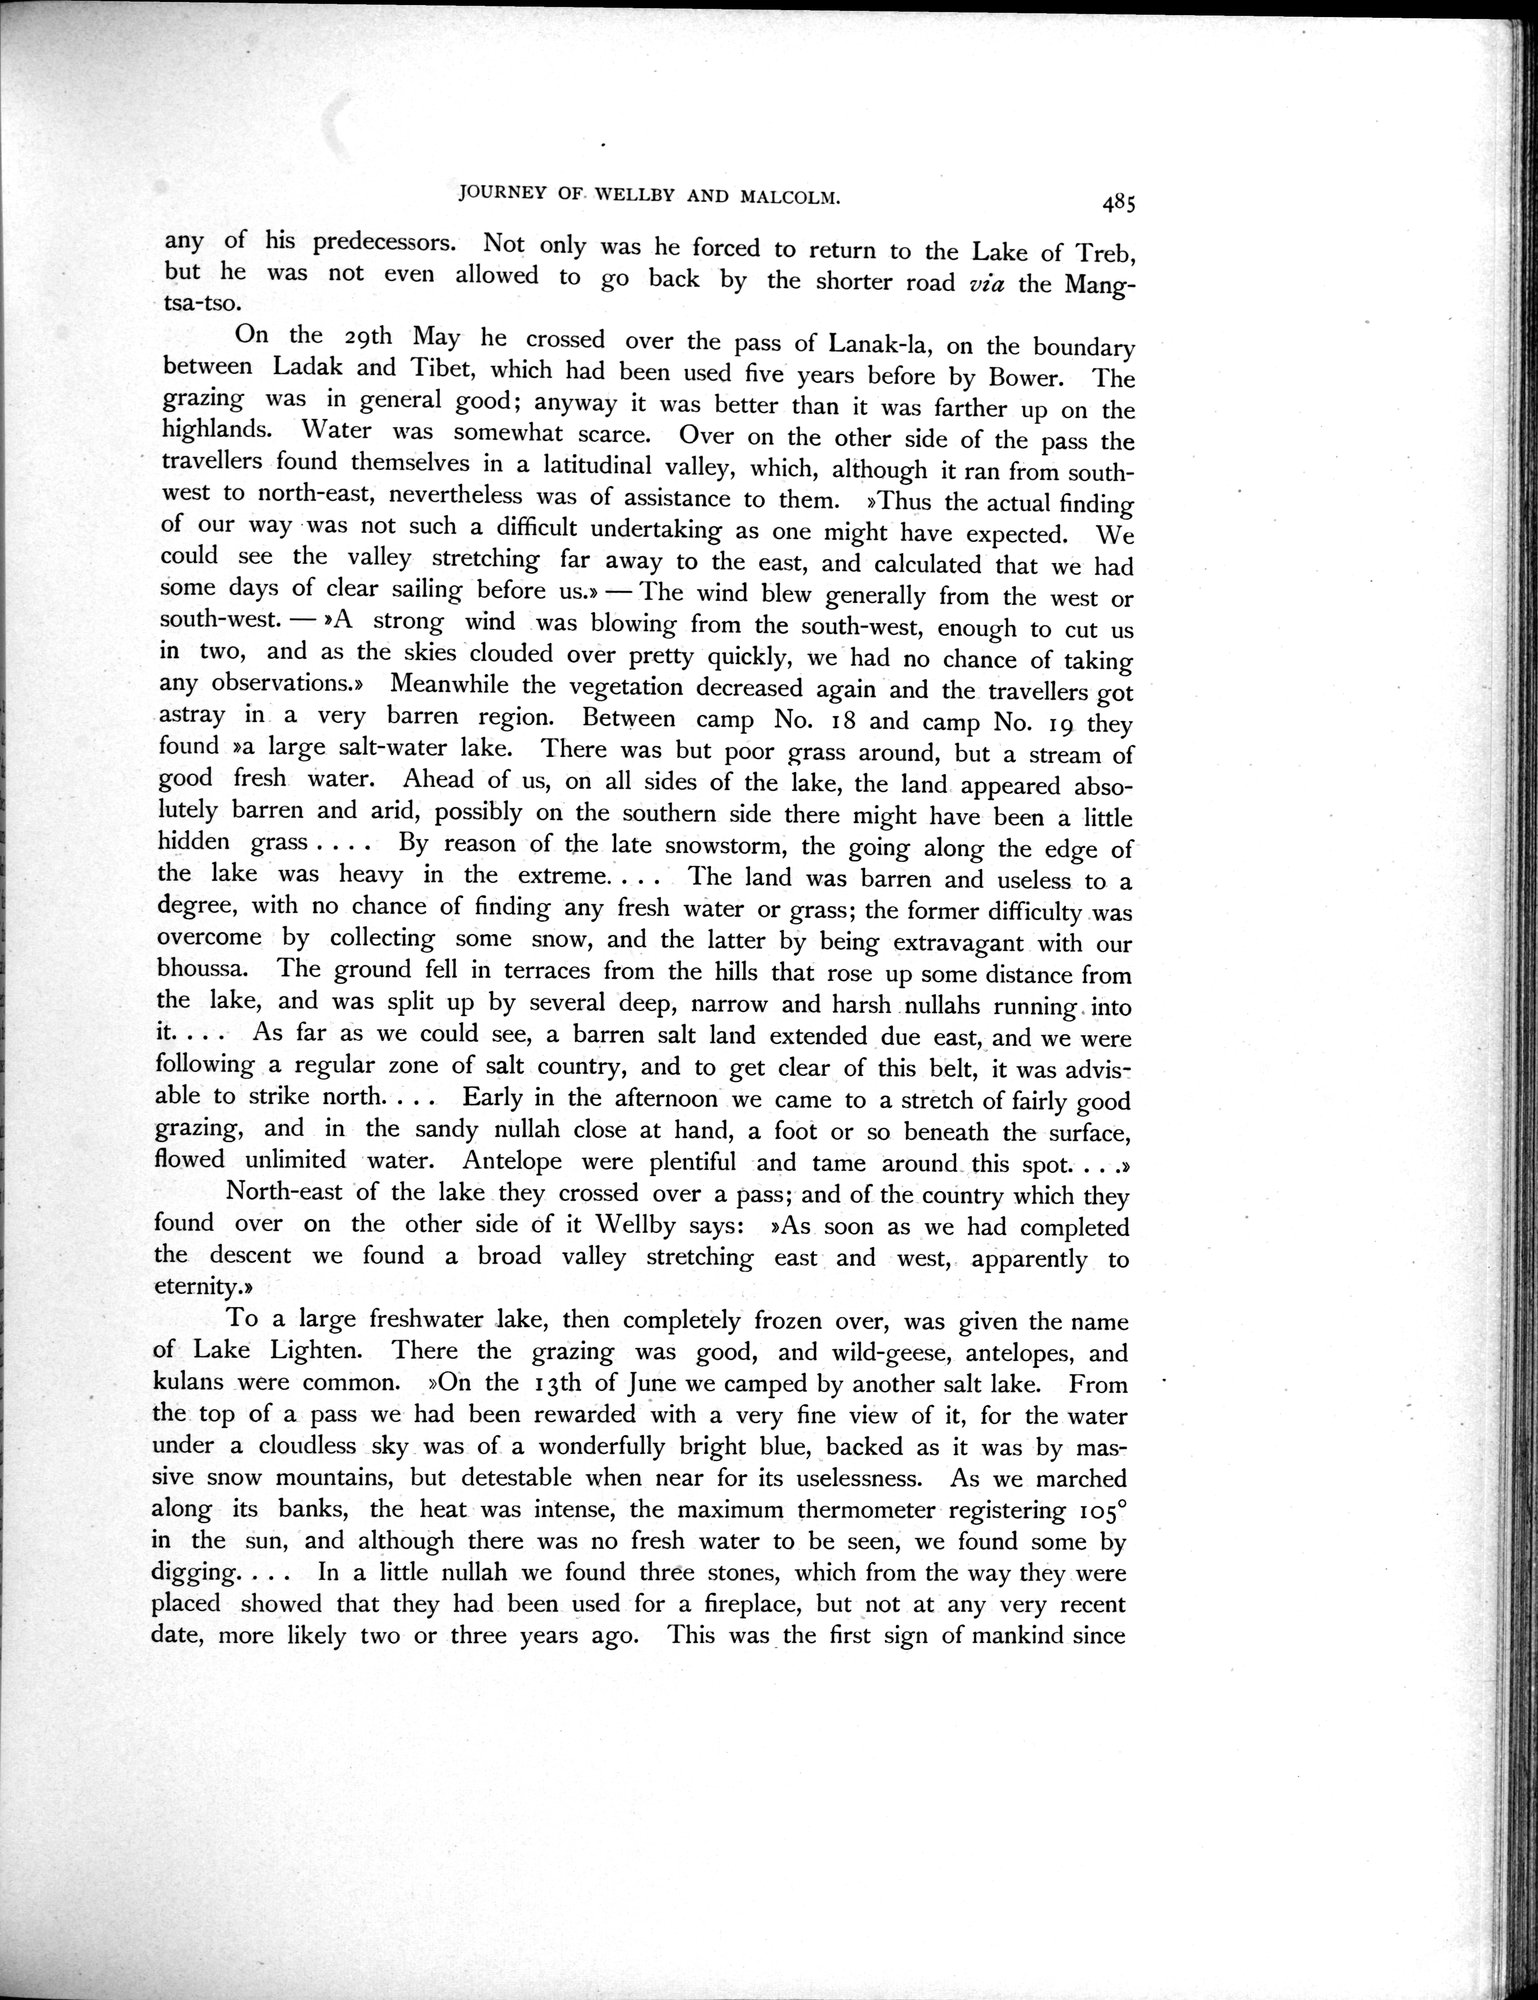 JOURNEY OF WELLBY AND MALCOLM. 485
any of his predecessors. Not only was he forced to return to the Lake of Treb,
but he was not even allowed to go back by the shorter road via the Mang-
tsa-tso.
On the 29th May he crossed over the pass of Lanak-la, on the boundary
between Ladak and Tibet, which had been used five years before by Bower. The
grazing was in general good; anyway it was better than it was farther up on the
highlands. Water was somewhat scarce. Over on the other side of the pass the
travellers found themselves in a latitudinal valley, which, although it ran from south-
west to north-east, nevertheless was of assistance to them. »Thus the actual finding
of our way was not such a difficult undertaking as one might have expected. We
could see the valley stretching far away to the east, and calculated that we had
some days of clear sailing before us.» — The wind blew generally from the west or
south-west. — »A strong wind was blowing from the south-west, enough to cut us
in two, and as the skies clouded over pretty quickly, we had no chance of taking
any observations.» Meanwhile the vegetation decreased again and the travellers got
astray in a very barren region. Between camp No. 18 and camp No. 19 they
found »a large salt-water lake. There was but poor grass around, but a stream of
good fresh water. Ahead of us, on all sides of the lake, the land appeared abso-
lutely barren and arid, possibly on the southern side there might have been a little
hidden grass . . . . By reason of the late snowstorm, the going along the edge of
the lake was heavy in the extreme. . . . The land was barren and useless to a
degree, with no chance of finding any fresh water or grass; the former difficulty was
overcome by collecting some snow, and the latter by being extravagant with our
bhoussa. The ground fell in terraces from the hills that rose up some distance from
the lake, and was split up by several deep, narrow and harsh nullahs running into
it. . . . As far as we could see, a barren salt land extended due east, and we were
following a regular zone of salt country, and to get clear of this belt, it was advis-
able to strike north. . . . Early in the afternoon we came to a stretch of fairly good
grazing, and in the sandy nullah close at hand, a foot or so beneath the surface,
flowed unlimited water. Antelope were plentiful and tame around this spot. . . .»
North-east of the lake they crossed over a pass; and of the country which they
found over on the other side of it Wellby says: »As soon as we had completed
the descent we found a broad valley stretching east and west, apparently to
eternity.»
To a large freshwater lake, then completely frozen over, was given the name
of Lake Lighten. There the grazing was good, and wild-geese, antelopes, and
kulans were common. »On the 13th of June we camped by another salt lake. From
the top of a pass we had been rewarded with a very fine view of it, for the water
under a cloudless sky was of a wonderfully bright blue, backed as it was by mas-
sive snow mountains, but detestable when near for its uselessness. As we marched
along its banks, the heat was intense, the maximum thermometer registering 105°
in the sun, and although there was no fresh water to be seen, we found some by
digging. . . . In a little nullah we found three stones, which from the way they were
placed showed that they had been used for a fireplace, but not at any very recent
date, more likely two or three years ago. This was the first sign of mankind since